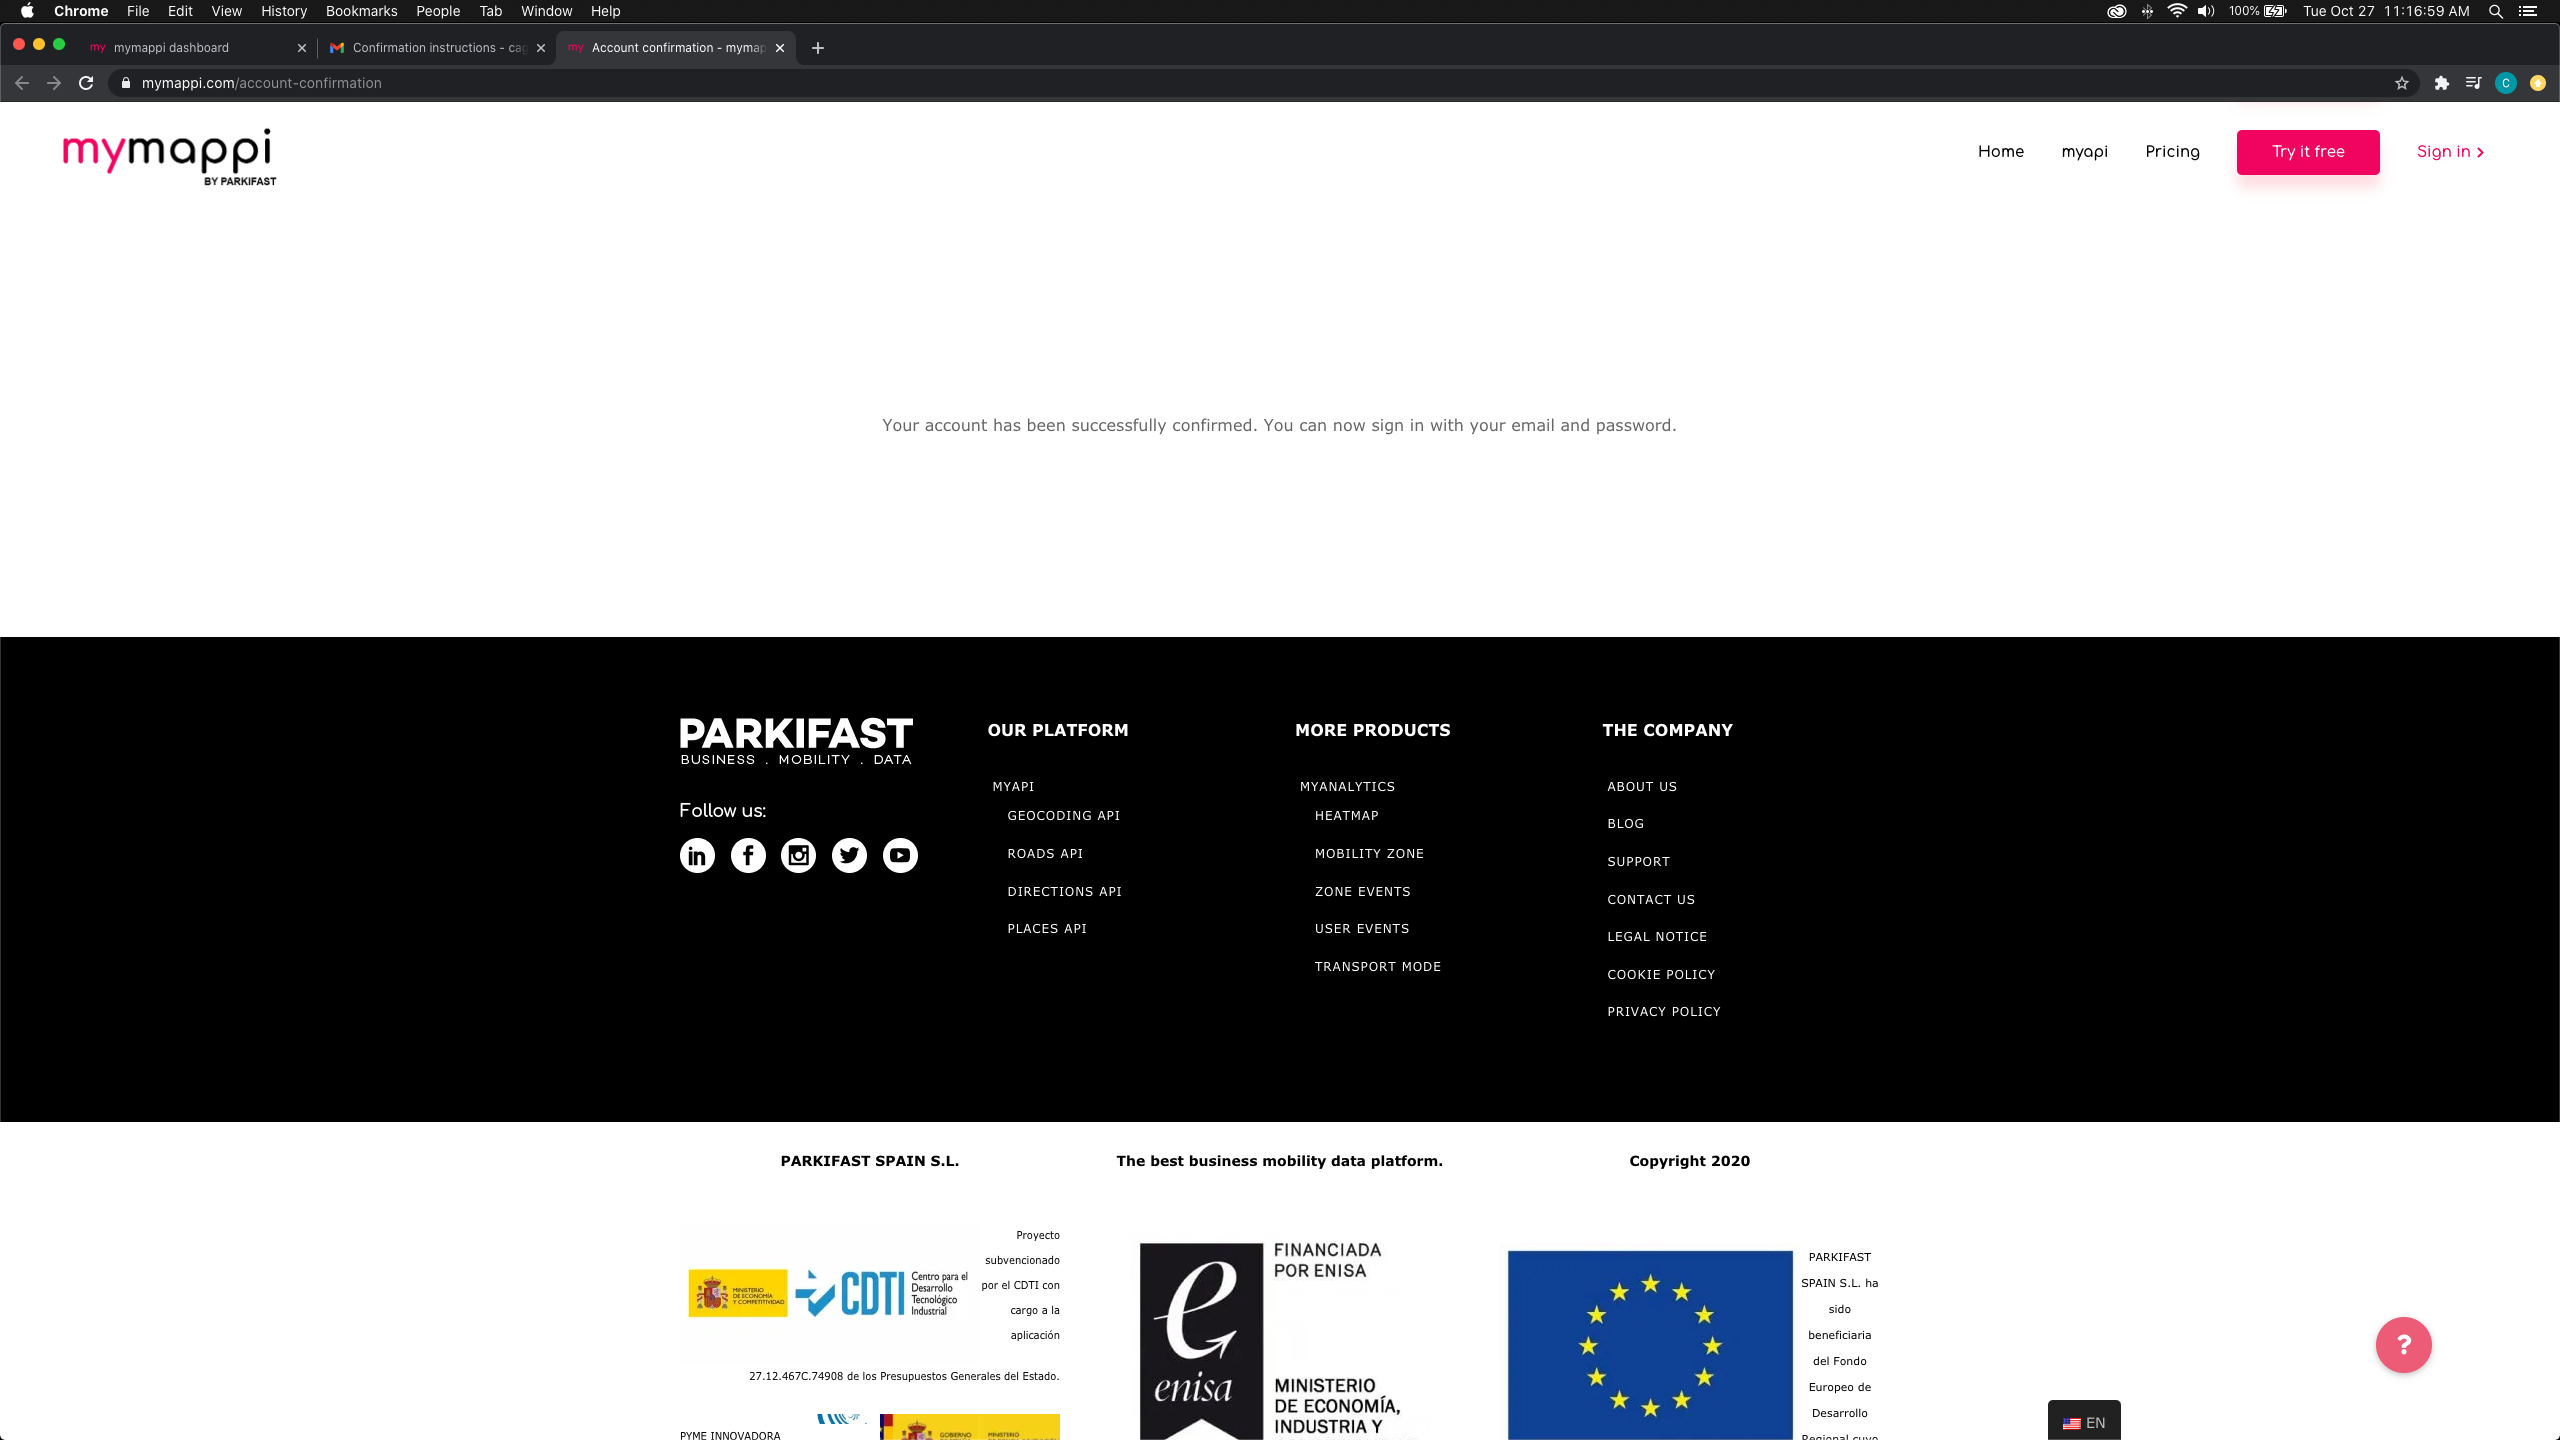 Chrome File Edit View History Bookmarks People Tab Window Help
100% Tue Oct 27 11:16:59 AM
my mymappi dashboard
Confirmation instructions - cag
my Account confirmation - mymap
mymappi.com/account-confirmation
C
mymappi
BY PARKIFAST
Home
myapi
Pricing
Try it free
Sign in >
Your account has been successfully confirmed. You can now sign in with your email and password.
PARKIFAST
BUSINESS . MOBILITY . DATA
Follow us:
OUR PLATFORM
MYAPI
GEOCODING API
ROADS API
DIRECTIONS API
PLACES API
MORE PRODUCTS
MYANALYTICS
HEATMAP
MOBILITY ZONE
ZONE EVENTS
USER EVENTS
TRANSPORT MODE
THE COMPANY
ABOUT US
BLOG
SUPPORT
CONTACT US
LEGAL NOTICE
COOKIE POLICY
PRIVACY POLICY
PARKIFAST SPAIN S.L.
The best business mobility data platform.
Copyright 2020
MINISTERIO
DE ECONOMÍA
Y COMPETITIVIDAD
CDTI
Centro para el
Desarrollo
Tecnológico
Industrial
Proyecto
subvencionado
por el CDTI con
cargo a la
aplicación
27.12.467C.74908 de los Presupuestos Generales del Estado.
PYME INNOVADORA
GOBIERNO
MINISTERIO
e
enisa
FINANCIADA
POR ENISA
MINISTERIO
DE ECONOMÍA,
INDUSTRIA Y
PARKIFAST
SPAIN S.L. ha
sido
beneficiaria
del Fondo
Europeo de
Desarrollo
Regional cuyo
?
EN